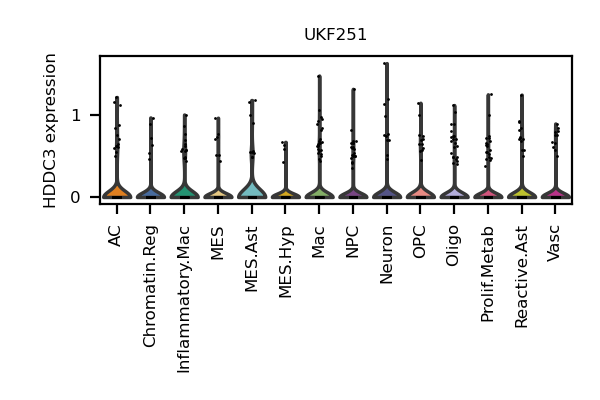 UKF251
HDDC3 expression
1
0
AC
Chromatin.Reg
Inflammatory.Mac
MES
MES.Ast
MES.Hyp
Mac
NPC
Neuron
OPC
Oligo
Prolif.Metab
Reactive.Ast
Vasc